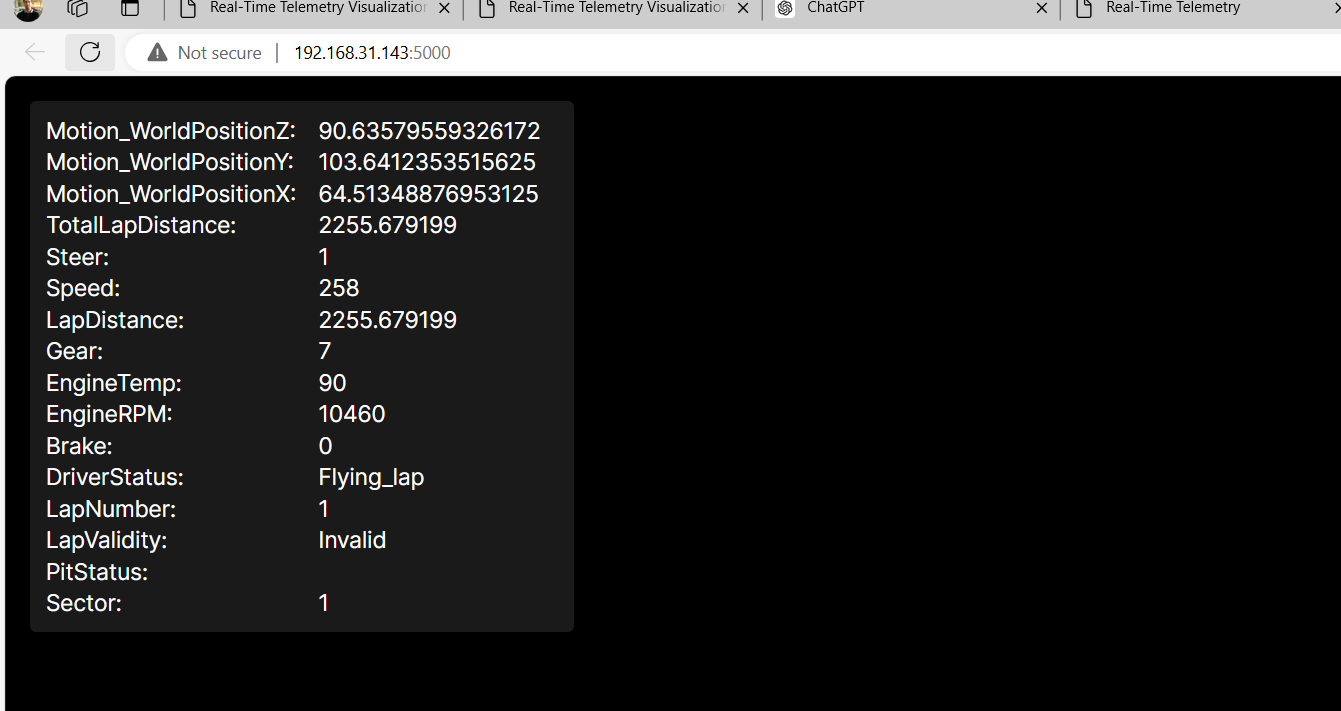 Real-Time Telemetry Visualization
Real-Time Telemetry Visualization
ChatGPT
Real-Time Telemetry
Not secure
192.168.31.143:5000
Motion_WorldPositionZ: 90.63579559326172
Motion_WorldPositionY: 103.6412353515625
Motion_WorldPositionX: 64.51348876953125
TotalLapDistance: 2255.679199
Steer: 1
Speed: 258
LapDistance: 2255.679199
Gear: 7
EngineTemp: 90
EngineRPM: 10460
Brake: 0
DriverStatus: Flying_lap
LapNumber: 1
LapValidity: Invalid
PitStatus:
Sector: 1